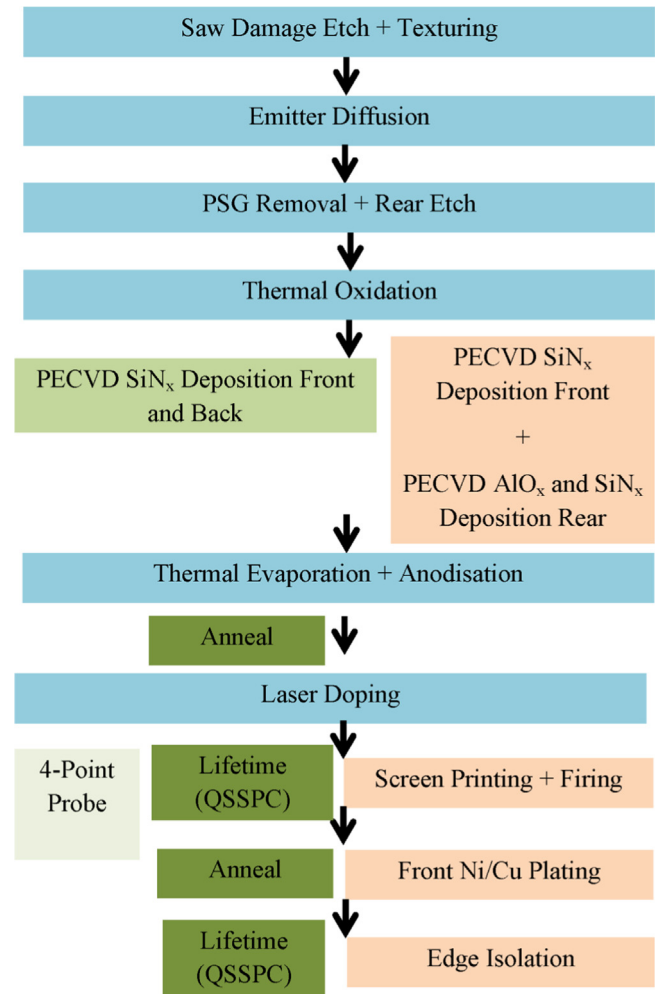 Saw Damage Etch + Texturing
Emitter Diffusion
PSG Removal + Rear Etch
Thermal Oxidation
PECVD SiNₓ Deposition Front
and Back
PECVD SiNₓ
Deposition Front
+
PECVD AlOₓ and SiNₓ
Deposition Rear
Thermal Evaporation + Anodisation
Anneal
Laser Doping
4-Point
Probe
Lifetime
(QSSPC)
Screen Printing + Firing
Anneal
Front Ni/Cu Plating
Lifetime
(QSSPC)
Edge Isolation